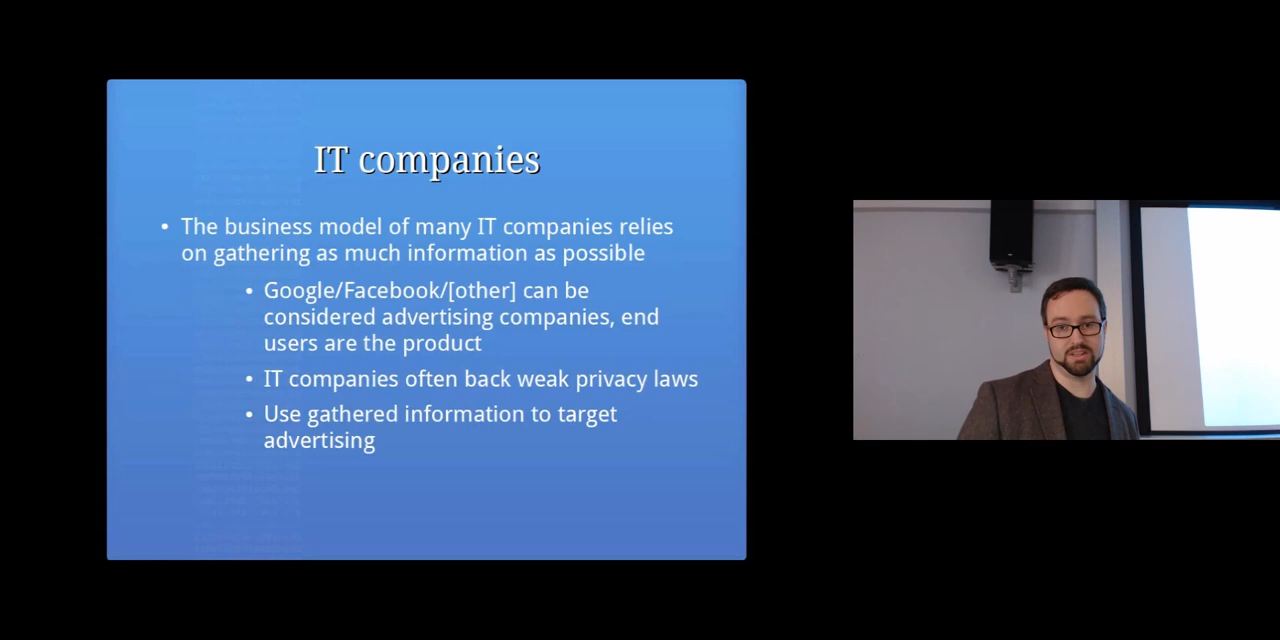 IT companies
• The business model of many IT companies relies
on gathering as much information as possible
• Google/Facebook/[other] can be
considered advertising companies, end
users are the product
• IT companies often back weak privacy laws
• Use gathered information to target
advertising